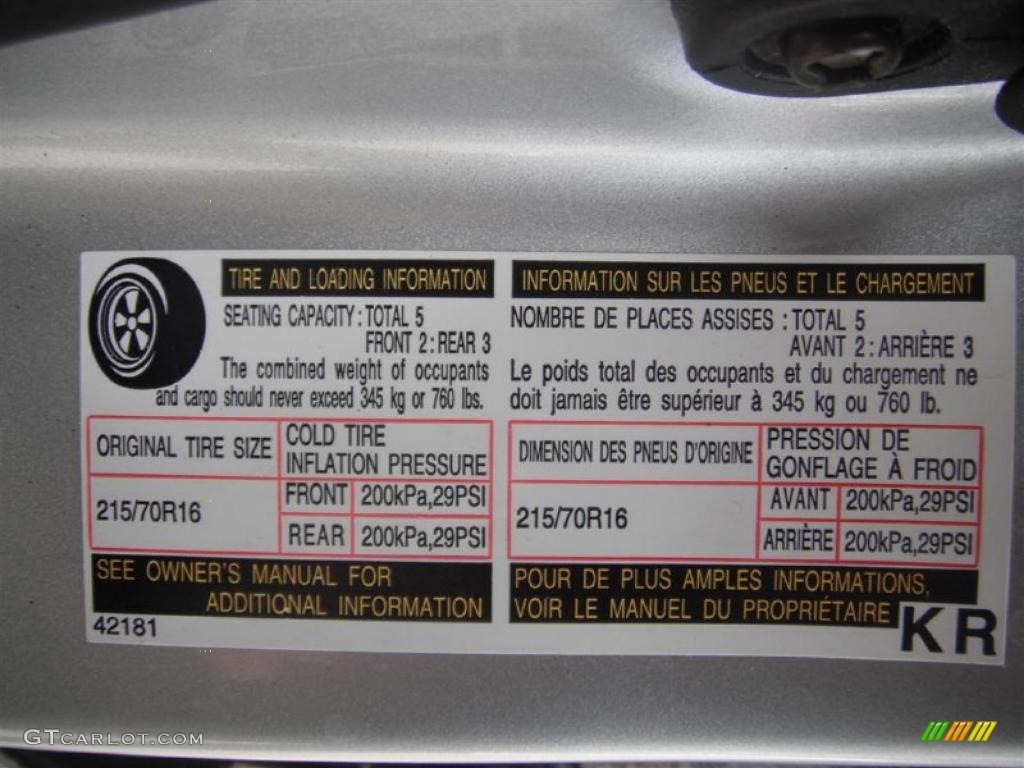 TIRE AND LOADING INFORMATION
SEATING CAPACITY : TOTAL 5
FRONT 2 : REAR 3
The combined weight of occupants
and cargo should never exceed 345 kg or 760 lbs.
ORIGINAL TIRE SIZE
COLD TIRE
INFLATION PRESSURE
215/70R16
FRONT 200kPa,29PSI
REAR 200kPa,29PSI
SEE OWNER'S MANUAL FOR
ADDITIONAL INFORMATION
42181
INFORMATION SUR LES PNEUS ET LE CHARGEMENT
NOMBRE DE PLACES ASSISES : TOTAL 5
AVANT 2 : ARRIÈRE 3
Le poids total des occupants et du chargement ne
doit jamais être supérieur à 345 kg ou 760 lb.
DIMENSION DES PNEUS D'ORIGINE
PRESSION DE
GONFLAGE À FROID
215/70R16
AVANT 200kPa,29PSI
ARRIÈRE 200kPa,29PSI
POUR DE PLUS AMPLES INFORMATIONS,
VOIR LE MANUEL DU PROPRIÉTAIRE
KR
GTCARLOT.COM